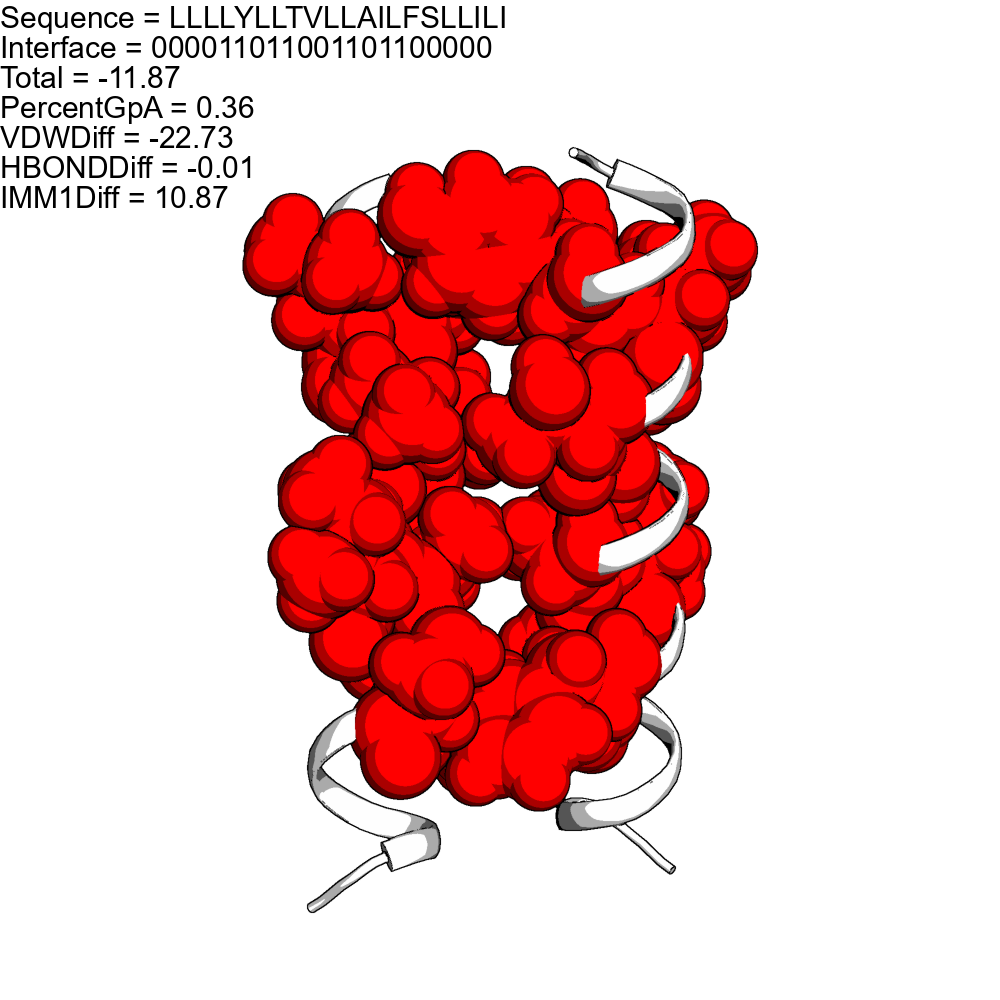 Sequence = LLLLYLLTVLLAILFSLLILI
Interface = 000011011001101100000
Total = -11.87
PercentGpA = 0.36
VDWDiff = -22.73
HBONDDiff = -0.01
IMM1Diff = 10.87